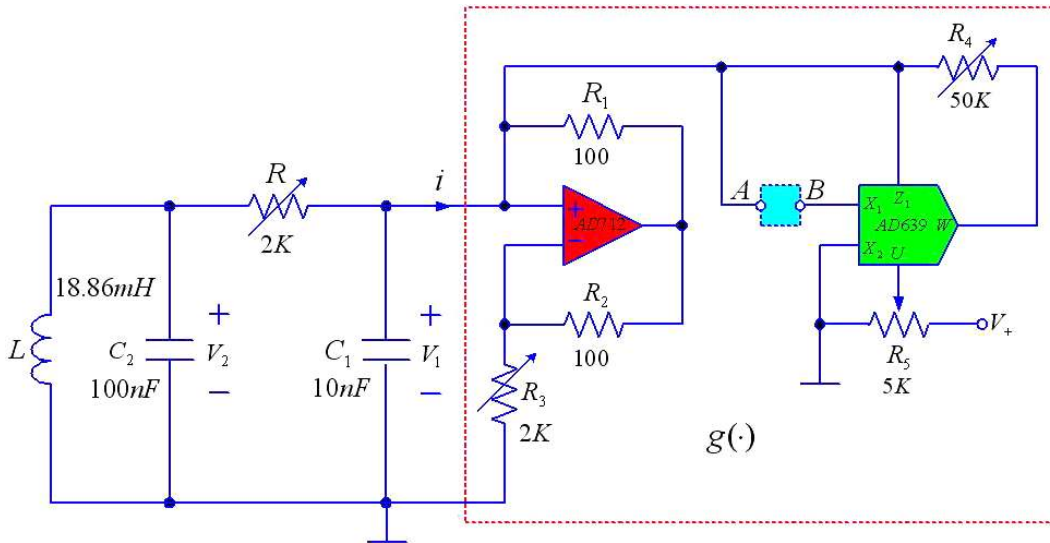 R₄
50K
R₁
100
R
2K
i
A
B
X₁
Z₁
AD639
W
X₂
U
+
AD712
−
18.86mH
L
C₂
100nF
+
V₂
−
C₁
10nF
+
V₁
−
R₂
100
R₃
2K
R₅
5K
V₊
g(·)